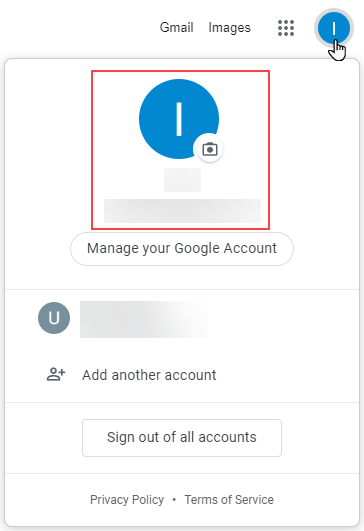 Gmail Images I
I
Manage your Google Account
U
Add another account
Sign out of all accounts
Privacy Policy • Terms of Service